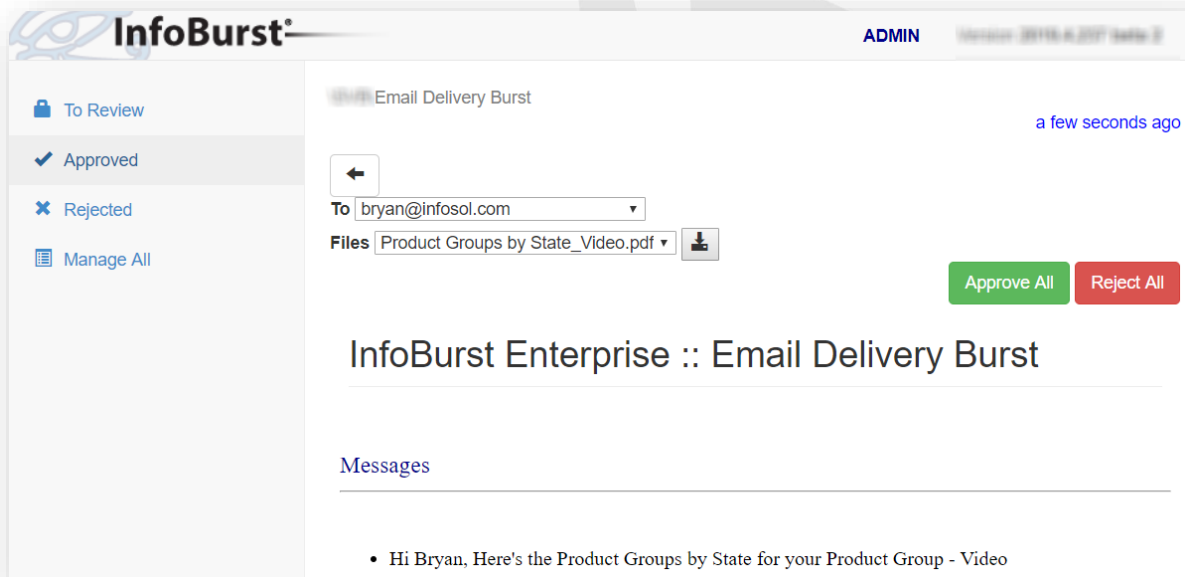 InfoBurst®
ADMIN
To Review
Approved
Rejected
Manage All
Email Delivery Burst
a few seconds ago
To bryan@infosol.com
Files Product Groups by State_Video.pdf
Approve All Reject All
InfoBurst Enterprise :: Email Delivery Burst
Messages
• Hi Bryan, Here's the Product Groups by State for your Product Group - Video